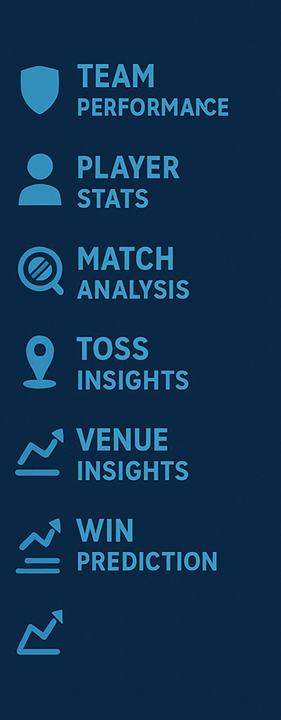 TEAM
PERFORMANCE
PLAYER
STATS
MATCH
ANALYSIS
TOSS
INSIGHTS
VENUE
INSIGHTS
WIN
PREDICTION